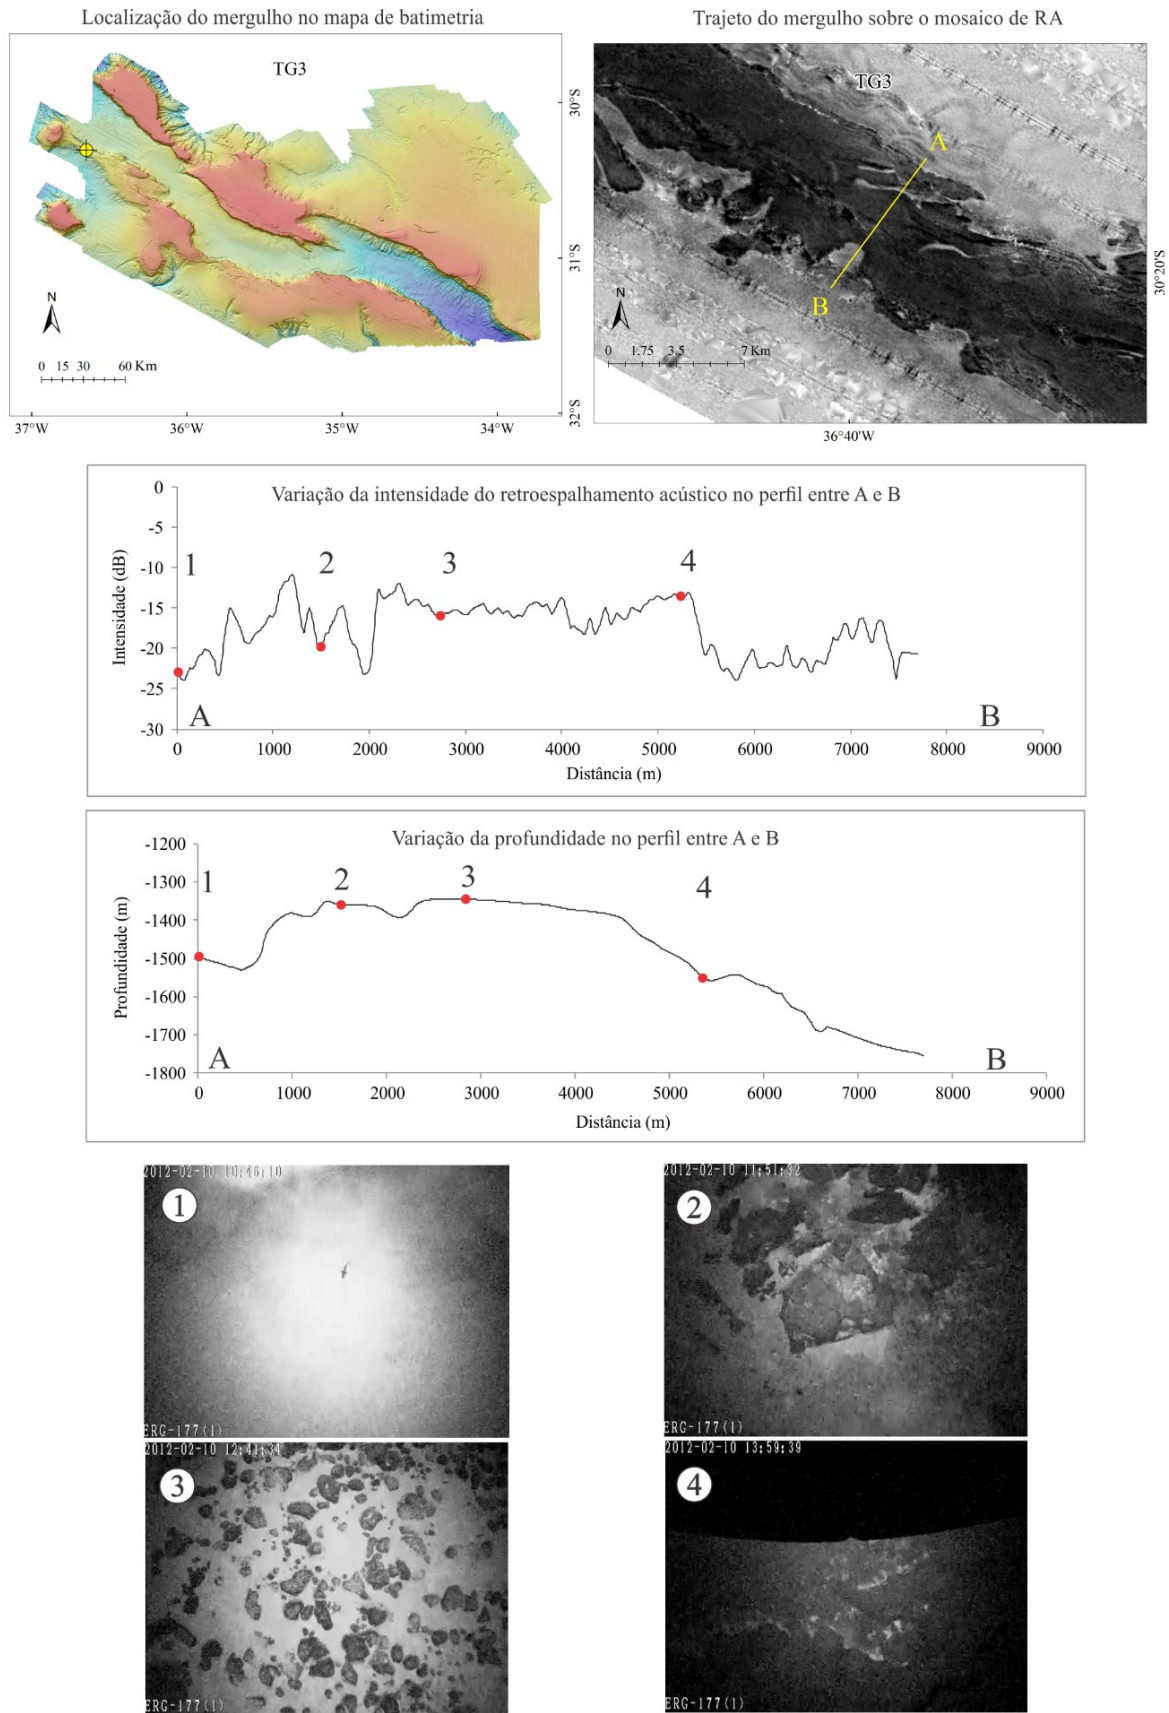 Localização do mergulho no mapa de batimetria
TG3
30°S
31°S
32°S
N
0 15 30 60 Km
37°W 36°W 35°W 34°W
Trajeto do mergulho sobre o mosaico de RA
TG3
A
B
N
0 1.75 3.5 7 Km
30°20'S
36°40'W
Variação da intensidade do retroespalhamento acústico no perfil entre A e B
Intensidade (dB)
0
-5
-10
-15
-20
-25
-30
1 2 3 4
A B
0 1000 2000 3000 4000 5000 6000 7000 8000 9000
Distância (m)
Variação da profundidade no perfil entre A e B
Profundidade (m)
-1200
-1300
-1400
-1500
-1600
-1700
-1800
1 2 3 4
A B
0 1000 2000 3000 4000 5000 6000 7000 8000 9000
Distância (m)
2012-02-10 10:46:10
1
ERG-177(1)
2012-02-10 11:51:32
2
ERG-177(1)
2012-02-10 12:41:34
3
ERG-177(1)
2012-02-10 13:59:39
4
ERG-177(1)